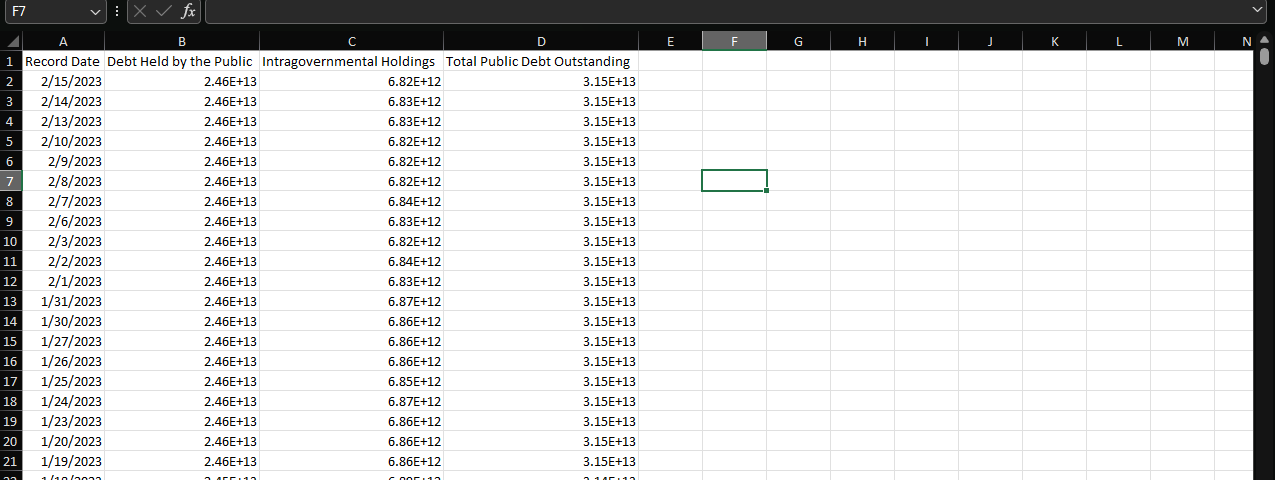 F7 fx
A B C D E F G H I J K L M N
1 Record Date Debt Held by the Public Intragovernmental Holdings Total Public Debt Outstanding
2 2/15/2023 2.46E+13 6.82E+12 3.15E+13
3 2/14/2023 2.46E+13 6.83E+12 3.15E+13
4 2/13/2023 2.46E+13 6.83E+12 3.15E+13
5 2/10/2023 2.46E+13 6.82E+12 3.15E+13
6 2/9/2023 2.46E+13 6.82E+12 3.15E+13
7 2/8/2023 2.46E+13 6.82E+12 3.15E+13
8 2/7/2023 2.46E+13 6.84E+12 3.15E+13
9 2/6/2023 2.46E+13 6.83E+12 3.15E+13
10 2/3/2023 2.46E+13 6.82E+12 3.15E+13
11 2/2/2023 2.46E+13 6.84E+12 3.15E+13
12 2/1/2023 2.46E+13 6.83E+12 3.15E+13
13 1/31/2023 2.46E+13 6.87E+12 3.15E+13
14 1/30/2023 2.46E+13 6.86E+12 3.15E+13
15 1/27/2023 2.46E+13 6.86E+12 3.15E+13
16 1/26/2023 2.46E+13 6.86E+12 3.15E+13
17 1/25/2023 2.46E+13 6.85E+12 3.15E+13
18 1/24/2023 2.46E+13 6.87E+12 3.15E+13
19 1/23/2023 2.46E+13 6.86E+12 3.15E+13
20 1/20/2023 2.46E+13 6.86E+12 3.15E+13
21 1/19/2023 2.46E+13 6.86E+12 3.15E+13